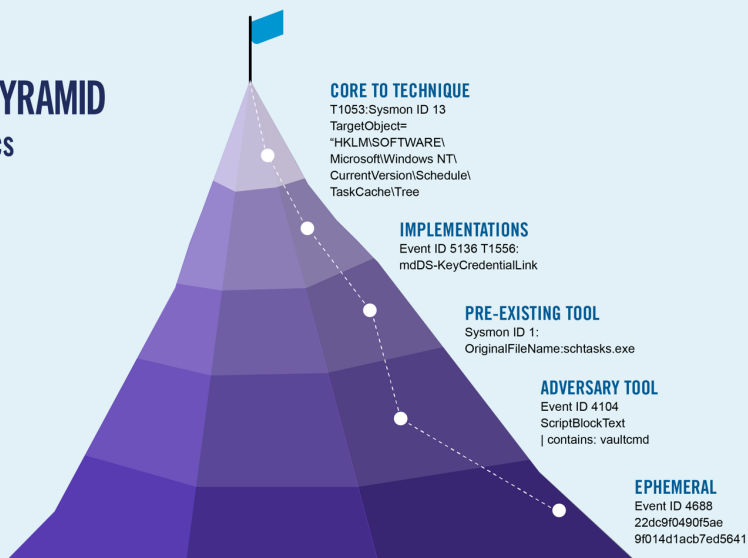 YRAMID
CS
CORE TO TECHNIQUE
T1053:Sysmon ID 13
TargetObject=
“HKLM\SOFTWARE\
Microsoft\Windows NT\
CurrentVersion\Schedule\
TaskCache\Tree
IMPLEMENTATIONS
Event ID 5136 T1556:
mdDS-KeyCredentialLink
PRE-EXISTING TOOL
Sysmon ID 1:
OriginalFileName:schtasks.exe
ADVERSARY TOOL
Event ID 4104
ScriptBlockText
| contains: vaultcmd
EPHEMERAL
Event ID 4688
22dc9f0490f5ae
9f014d1acb7ed5641